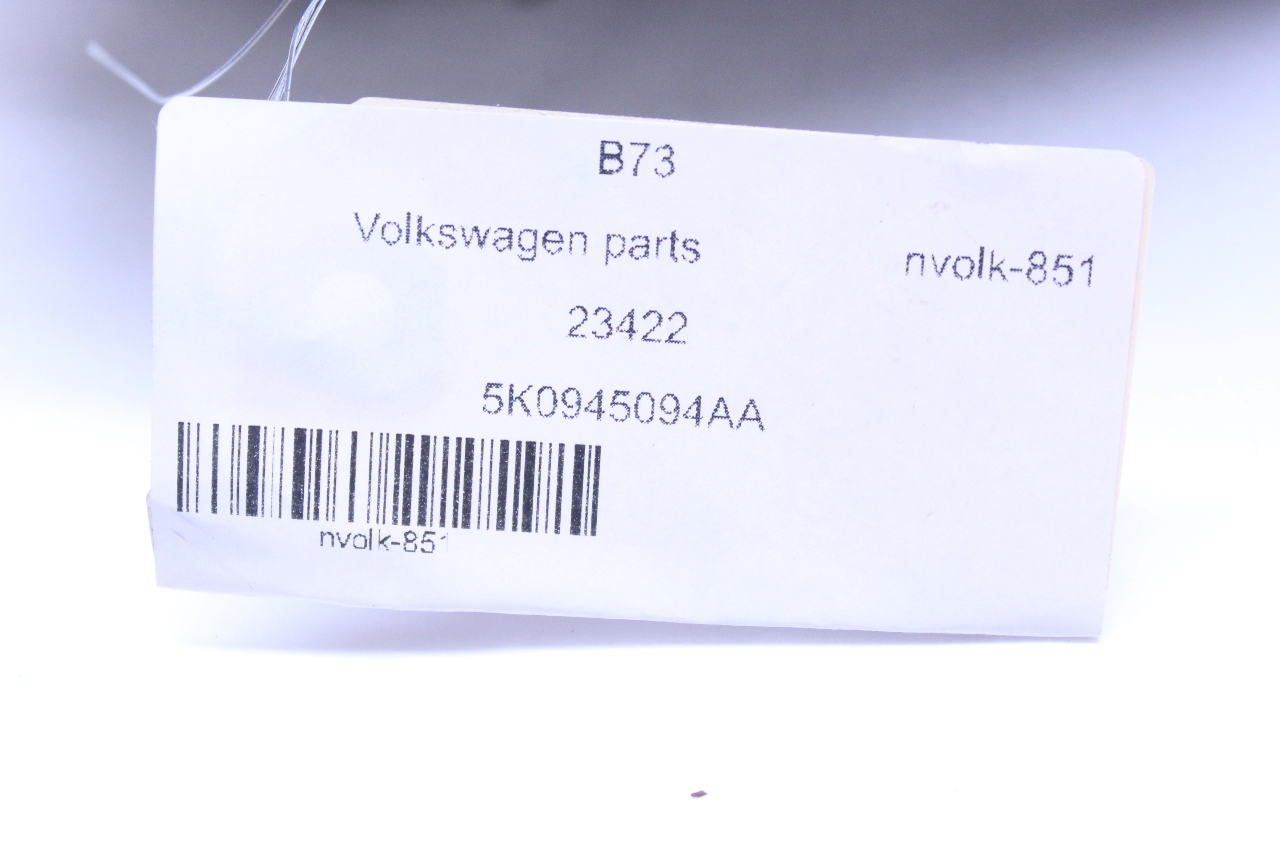 B73
Volkswagen parts
nvolk-851
23422
5K0945094AA
nvolk-851